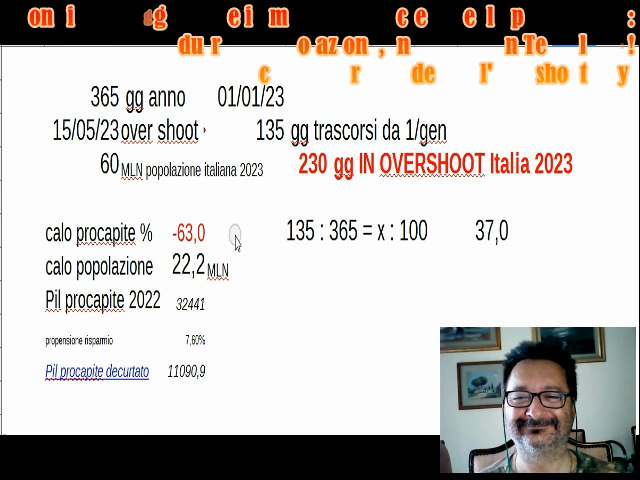 365 gg anno 01/01/23
15/05/23 over shoot 135 gg trascorsi da 1/gen
60 MLN popolazione italiana 2023 230 gg IN OVERSHOOT Italia 2023
calo procapite % -63,0 135 : 365 = x : 100 37,0
calo popolazione 22,2 MLN
Pil procapite 2022 32441
propensione risparmio 7,60%
Pil procapite decurtato 11090,9